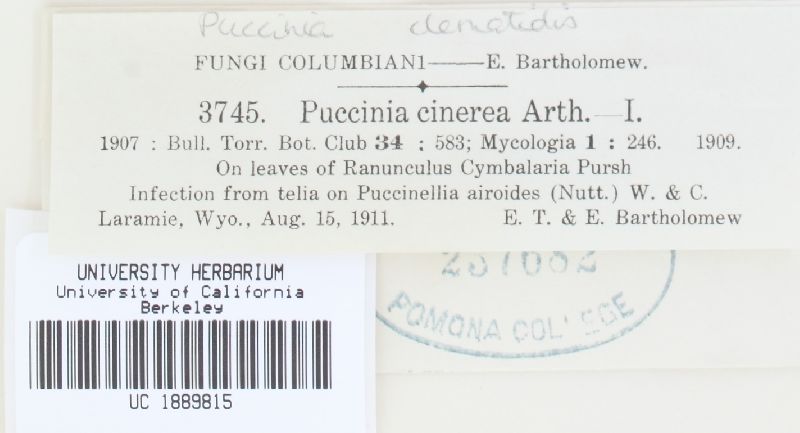 Puccinia clematidis
FUNGI COLUMBIANI—E. Bartholomew.
3745. Puccinia cinerea Arth.—I.
1907 : Bull. Torr. Bot. Club 34 : 583; Mycologia 1 : 246. 1909.
On leaves of Ranunculus Cymbalaria Pursh
Infection from telia on Puccinellia airoides (Nutt.) W. & C.
Laramie, Wyo., Aug. 15, 1911. E. T. & E. Bartholomew
UNIVERSITY HERBARIUM
University of California
Berkeley
UC 1889815
237682
POMONA COLLEGE